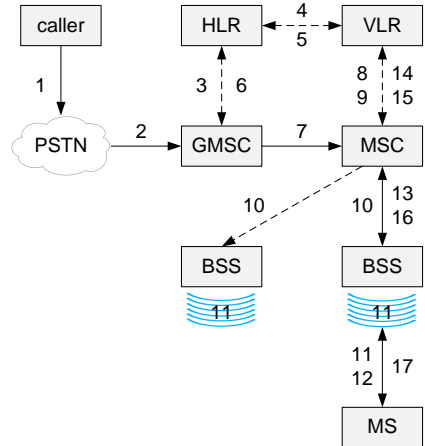 caller
HLR
VLR
4
5
1
3 6
8 14
9 15
PSTN
2
GMSC
7
MSC
10
10 13
16
BSS
BSS
11
11
11 17
12
MS